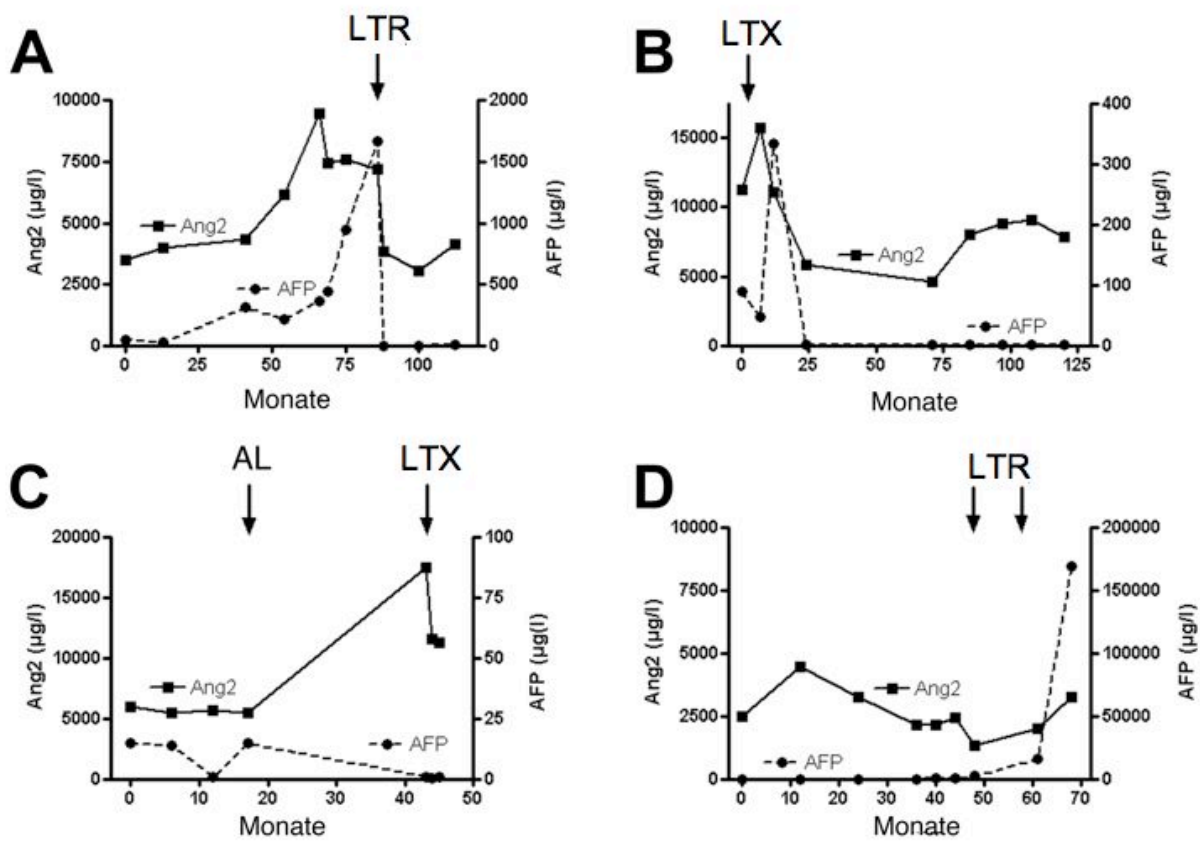 A
LTR
Ang2 (µg/l)
10000
7500
5000
2500
0
Ang2
AFP
2000
1500
1000
500
0
AFP (µg/l)
0 25 50 75 100
Monate
B
LTX
Ang2 (µg/l)
15000
10000
5000
0
Ang2
AFP
400
300
200
100
0
AFP (µg/l)
0 25 50 75 100 125
Monate
C
AL
LTX
Ang2 (µg/l)
20000
15000
10000
5000
0
Ang2
AFP
100
75
50
25
0
AFP (µg(l)
0 10 20 30 40 50
Monate
D
LTR
Ang2 (µg/l)
10000
7500
5000
2500
0
Ang2
AFP
200000
150000
100000
50000
0
AFP (µg/l)
0 10 20 30 40 50 60 70
Monate